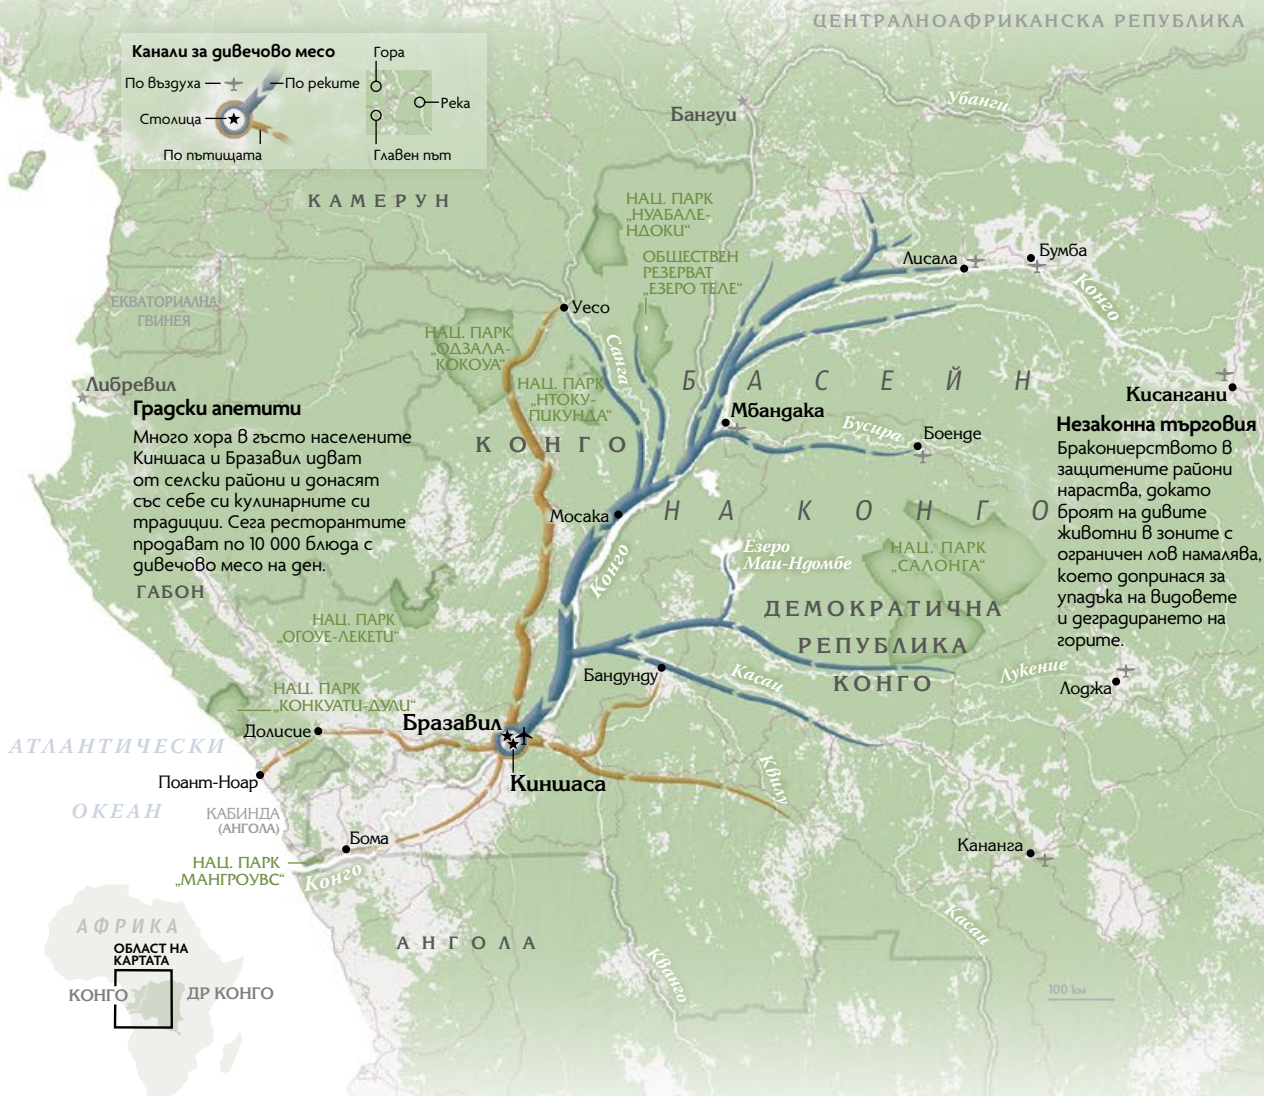 ЦЕНТРАЛНОАФРИКАНСКА РЕПУБЛИКА
Канали за дивечово месо
По въздуха
По реките
Столица
По пътищата
Гора
Река
Главен път
Убанги
Бангуи
КАМЕРУН
НАЦ. ПАРК
„НУАБАЛЕ-
НДОКИ“
ОБЩЕСТВЕН
РЕЗЕРВАТ
„ЕЗЕРО ТЕЛЕ“
Лисала
Бумба
Конго
ЕКВАТОРИАЛНА
ГВИНЕЯ
Уесо
Санга
НАЦ. ПАРК
„ОДЗАЛА-
КОКОУА“
НАЦ. ПАРК
„НТОКУ-
ПИКУНДА“
БАСЕЙН
НА КОНГО
Либревил
Кисангани
Градски апетити
Много хора в гъсто населените
Киншаса и Бразавил идват
от селски райони и донасят
със себе си кулинарните си
традиции. Сега ресторантите
продават по 10 000 блюда с
дивечово месо на ден.
Незаконна търговия
Бракониерството в
защитените райони
нараства, докато
броят на дивите
животни в зоните с
ограничен лов намалява,
което допринася за
упадъка на видовете
и деградирането на
горите.
КОНГО
Мбандака
Бусира
Боенде
Мосака
Конго
Езеро
Маи-Ндомбе
НАЦ. ПАРК
„САЛОНГА“
ГАБОН
НАЦ. ПАРК
„ОГОУЕ-ЛЕКЕТИ“
ДЕМОКРАТИЧНА
РЕПУБЛИКА
КОНГО
Бандунду
Касаи
Лукение
Лоджа
НАЦ. ПАРК
„КОНКУАТИ-ДУЛИ“
Долисие
Бразавил
Киншаса
АТЛАНТИЧЕСКИ
ОКЕАН
Поант-Ноар
КАБИНДА
(АНГОЛА)
Бома
Квилу
Кананга
НАЦ. ПАРК
„МАНГРОУВС“
Конго
АНГОЛА
Кванго
Касаи
100 км
АФРИКА
ОБЛАСТ НА
КАРТАТА
КОНГО
ДР КОНГО